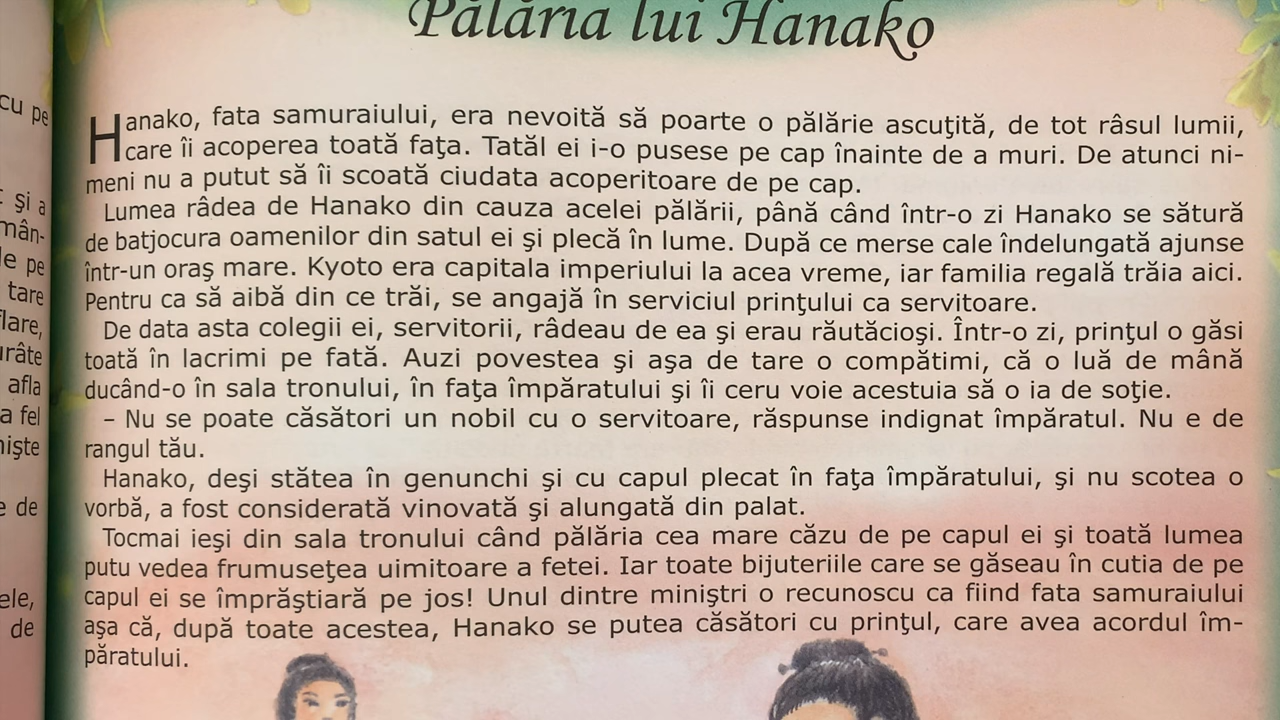 Pălăria lui Hanako
cu pe
Hanako, fata samuraiului, era nevoită să poarte o pălărie ascuţită, de tot râsul lumii,
care îi acoperea toată faţa. Tatăl ei i-o pusese pe cap înainte de a muri. De atunci ni-
meni nu a putut să îi scoată ciudata acoperitoare de pe cap.
şi a
Lumea râdea de Hanako din cauza acelei pălării, până când într-o zi Hanako se sătură
mân-
de batjocura oamenilor din satul ei şi plecă în lume. După ce merse cale îndelungată ajunse
pe
într-un oraş mare. Kyoto era capitala imperiului la acea vreme, iar familia regală trăia aici.
tare
Pentru ca să aibă din ce trăi, se angajă în serviciul prinţului ca servitoare.
De data asta colegii ei, servitorii, râdeau de ea şi erau răutăcioşi. Într-o zi, prinţul o găsi
toată în lacrimi pe fată. Auzi povestea şi aşa de tare o compătimi, că o luă de mână
afla
ducând-o în sala tronului, în faţa împăratului şi îi ceru voie acestuia să o ia de soţie.
a fel
– Nu se poate căsători un nobil cu o servitoare, răspunse indignat împăratul. Nu e de
rangul tău.
Hanako, deşi stătea în genunchi şi cu capul plecat în faţa împăratului, şi nu scotea o
de
vorbă, a fost considerată vinovată şi alungată din palat.
Tocmai ieşi din sala tronului când pălăria cea mare căzu de pe capul ei şi toată lumea
putu vedea frumuseţea uimitoare a fetei. Iar toate bijuteriile care se găseau în cutia de pe
capul ei se împrăştiară pe jos! Unul dintre miniştri o recunoscu ca fiind fata samuraiului
de
aşa că, după toate acestea, Hanako se putea căsători cu prinţul, care avea acordul îm-
păratului.